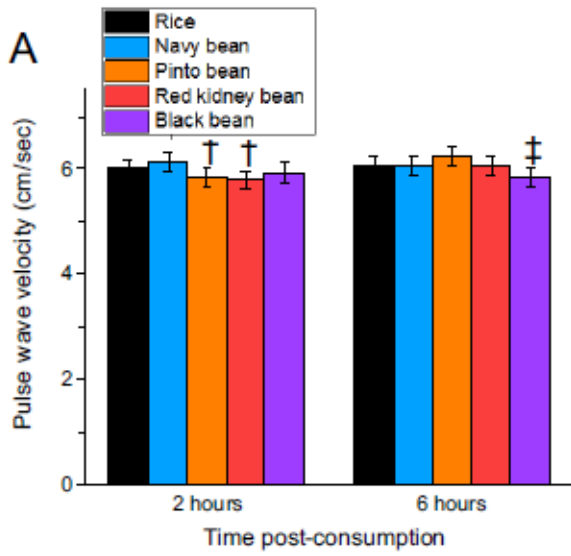 A
Rice
Navy bean
Pinto bean
Red kidney bean
Black bean
Pulse wave velocity (cm/sec)
6
4
2
0
† †
‡
2 hours
6 hours
Time post-consumption